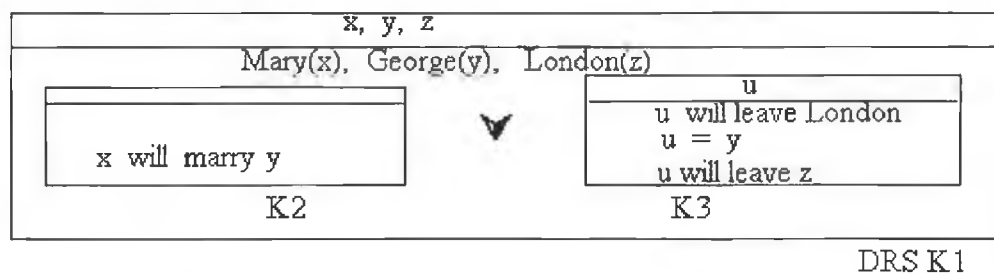 x, y, z
Mary(x), George(y), London(z)
u
u will leave London
u = y
x will marry y
u will leave z
K2
K3
DRS K1